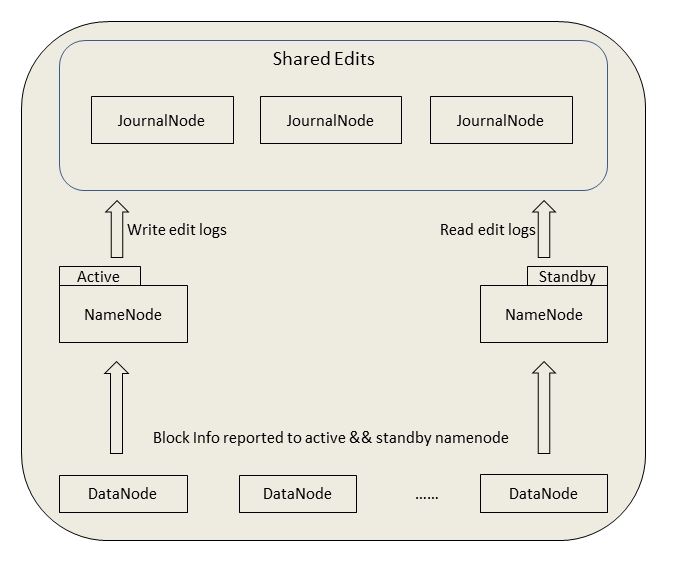 Shared Edits
JournalNode
JournalNode
JournalNode
Write edit logs
Read edit logs
Active
Standby
NameNode
NameNode
Block Info reported to active && standby namenode
DataNode
DataNode
......
DataNode